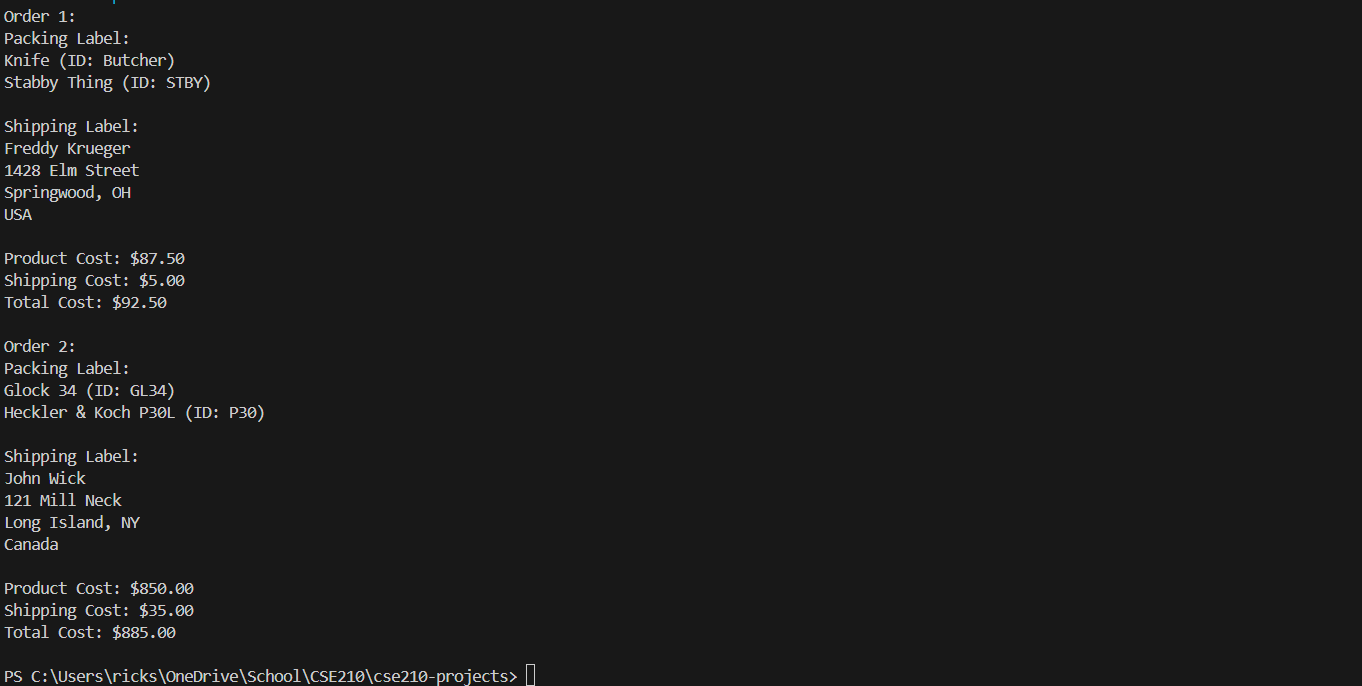 Order 1:
Packing Label:
Knife (ID: Butcher)
Stabby Thing (ID: STBY)
Shipping Label:
Freddy Krueger
1428 Elm Street
Springwood, OH
USA
Product Cost: $87.50
Shipping Cost: $5.00
Total Cost: $92.50
Order 2:
Packing Label:
Glock 34 (ID: GL34)
Heckler & Koch P30L (ID: P30)
Shipping Label:
John Wick
121 Mill Neck
Long Island, NY
Canada
Product Cost: $850.00
Shipping Cost: $35.00
Total Cost: $885.00
PS C:\Users\ricks\OneDrive\School\CSE210\cse210-projects>